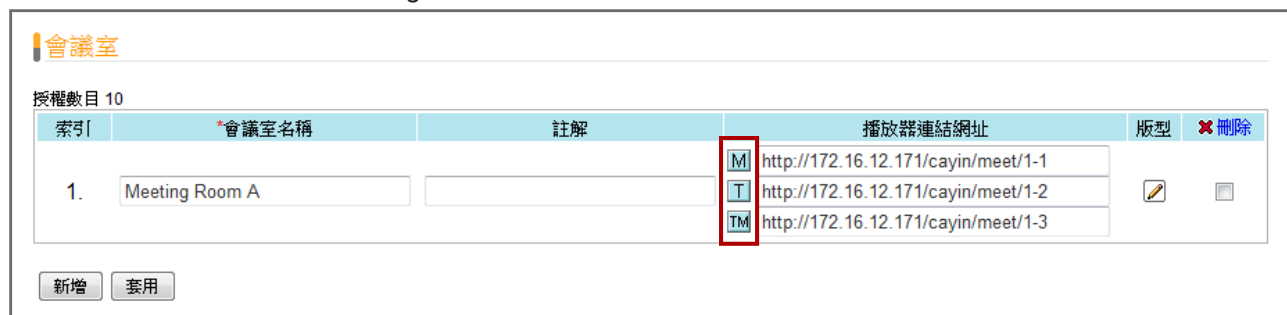 會議室
授權數目 10
索引 *會議室名稱 註解 播放器連結網址 版型 刪除
M http://172.16.12.171/cayin/meet/1-1
1. Meeting Room A T http://172.16.12.171/cayin/meet/1-2
TM http://172.16.12.171/cayin/meet/1-3
新增 套用